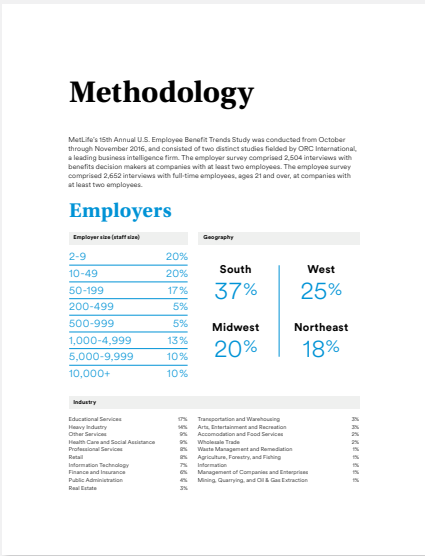 Methodology
MetLife's 15th Annual U.S. Employee Benefit Trends Study was conducted from October
through November 2016, and consisted of two distinct studies fielded by ORC International,
a leading business intelligence firm. The employer survey comprised 2,504 interviews with
benefits decision makers at companies with at least two employees. The employee survey
comprised 2,652 interviews with full-time employees, ages 21 and over, at companies with
at least two employees.
Employers
Employer size (staff size)
2-9 20%
10-49 20%
50-199 17%
200-499 5%
500-999 5%
1,000-4,999 13%
5,000-9,999 10%
10,000+ 10%
Geography
South West
37% 25%
Midwest Northeast
20% 18%
Industry
Educational Services 17%
Heavy Industry 14%
Other Services 9%
Health Care and Social Assistance 9%
Professional Services 8%
Retail 8%
Information Technology 7%
Finance and Insurance 6%
Public Administration 4%
Real Estate 3%
Transportation and Warehousing 3%
Arts, Entertainment and Recreation 3%
Accomodation and Food Services 2%
Wholesale Trade 2%
Waste Management and Remediation 1%
Agriculture, Forestry, and Fishing 1%
Information 1%
Management of Companies and Enterprises 1%
Mining, Quarrying, and Oil & Gas Extraction 1%